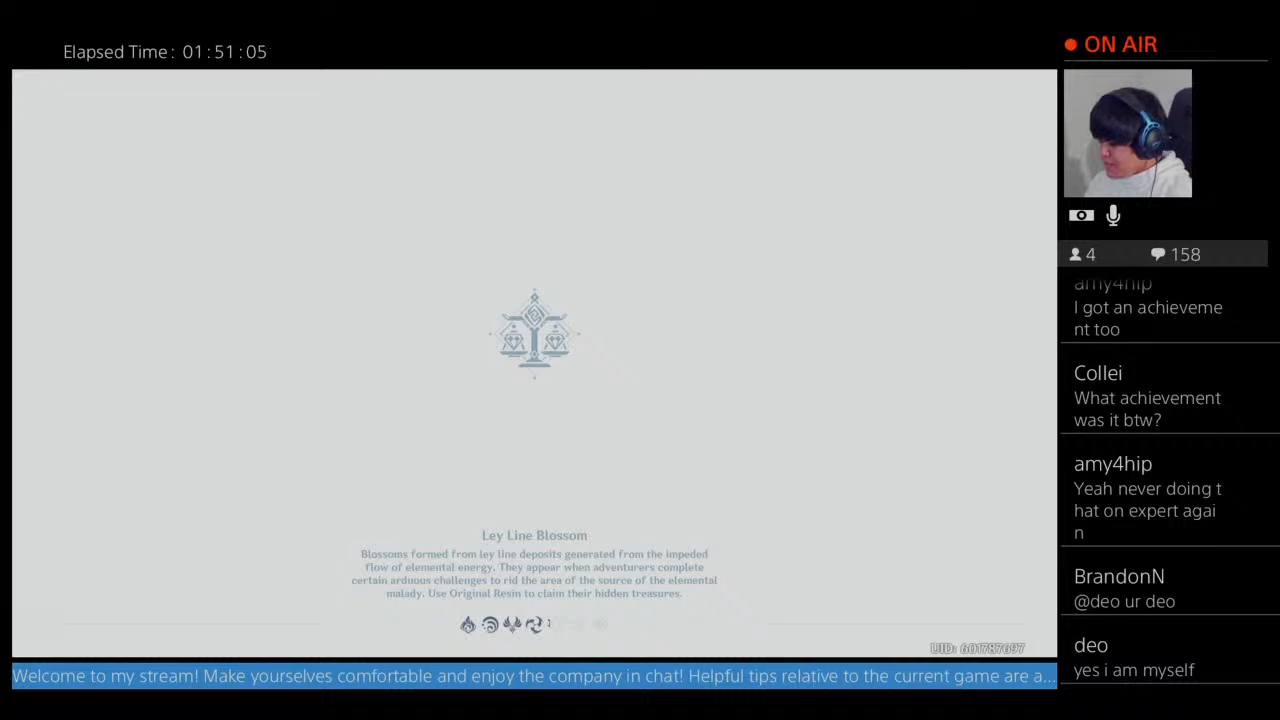 Elapsed Time: 01:51:05
ON AIR
4
158
amy4hip
I got an achieveme
nt too
Collei
What achievement
was it btw?
amy4hip
Yeah never doing t
hat on expert agai
n
BrandonN
@deo ur deo
deo
yes i am myself
Ley Line Blossom
Blossoms formed from ley line deposits generated from the impeded
flow of elemental energy. They appear when adventurers complete
certain arduous challenges to rid the area of the source of the elemental
malady. Use Original Resin to claim their hidden treasures.
UID: 601787697
Welcome to my stream! Make yourselves comfortable and enjoy the company in chat! Helpful tips relative to the current game are a...